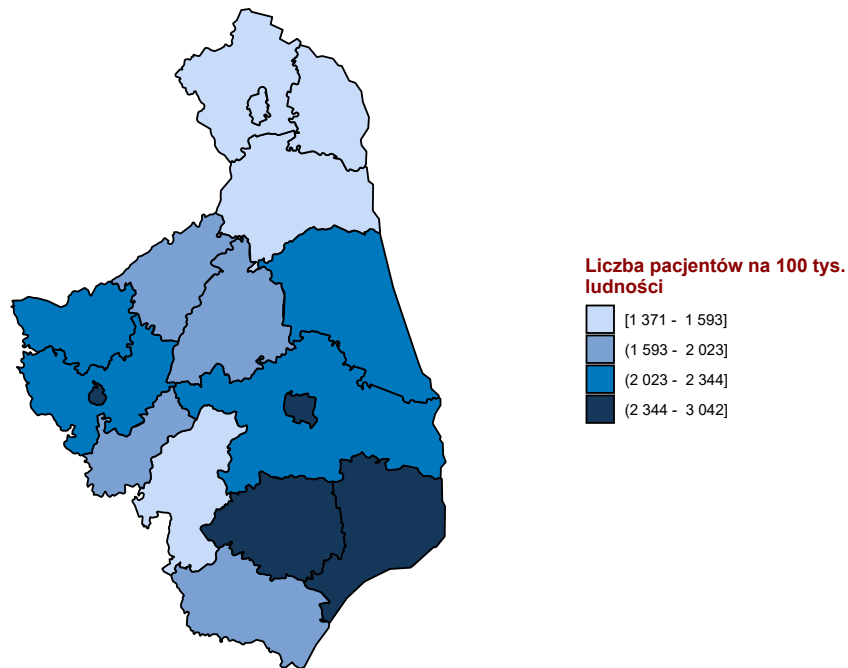 Liczba pacjentów na 100 tys.
ludności
[1 371 - 1 593]
(1 593 - 2 023]
(2 023 - 2 344]
(2 344 - 3 042]